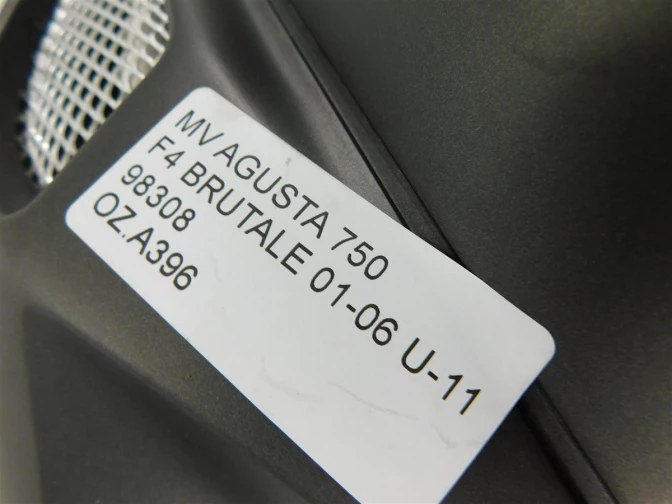 MV AGUSTA 750
F4 BRUTALE 01-06 U-11
98308
OZ.A396